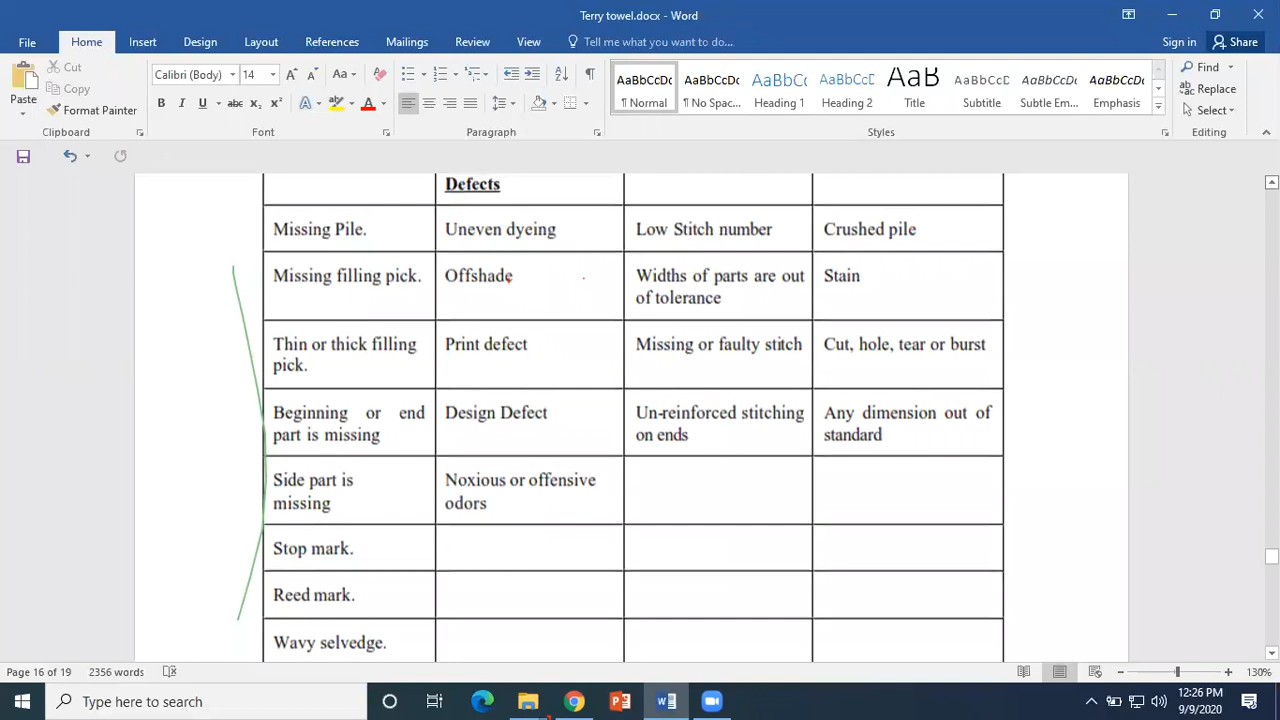 Terry towel.docx - Word
File Home Insert Design Layout References Mailings Review View Tell me what you want to do... Sign in Share
Paste
Cut
Copy
Format Painter
Clipboard
Calibri (Body) 14
Font
Paragraph
AaBbCcDc AaBbCcDc AaBbCc AaBbCcC AaB AaBbCcD AaBbCcDc AaBbCcDc
¶ Normal ¶ No Spac... Heading Heading 2 Title Subtitle Subtle Em... Emphasis
Styles
Find
Replace
Select
Editing
Defects
Missing Pile. Uneven dyeing Low Stitch number Crushed pile
Missing filling pick. Offshade Widths of parts are out of tolerance Stain
Thin or thick filling pick. Print defect Missing or faulty stitch Cut, hole, tear or burst
Beginning or end part is missing Design Defect Un-reinforced stitching on ends Any dimension out of standard
Side part is missing Noxious or offensive odors
Stop mark.
Reed mark.
Wavy selvedge.
Page 16 of 19 2356 words 130%
Type here to search
12:26 PM
9/9/2020